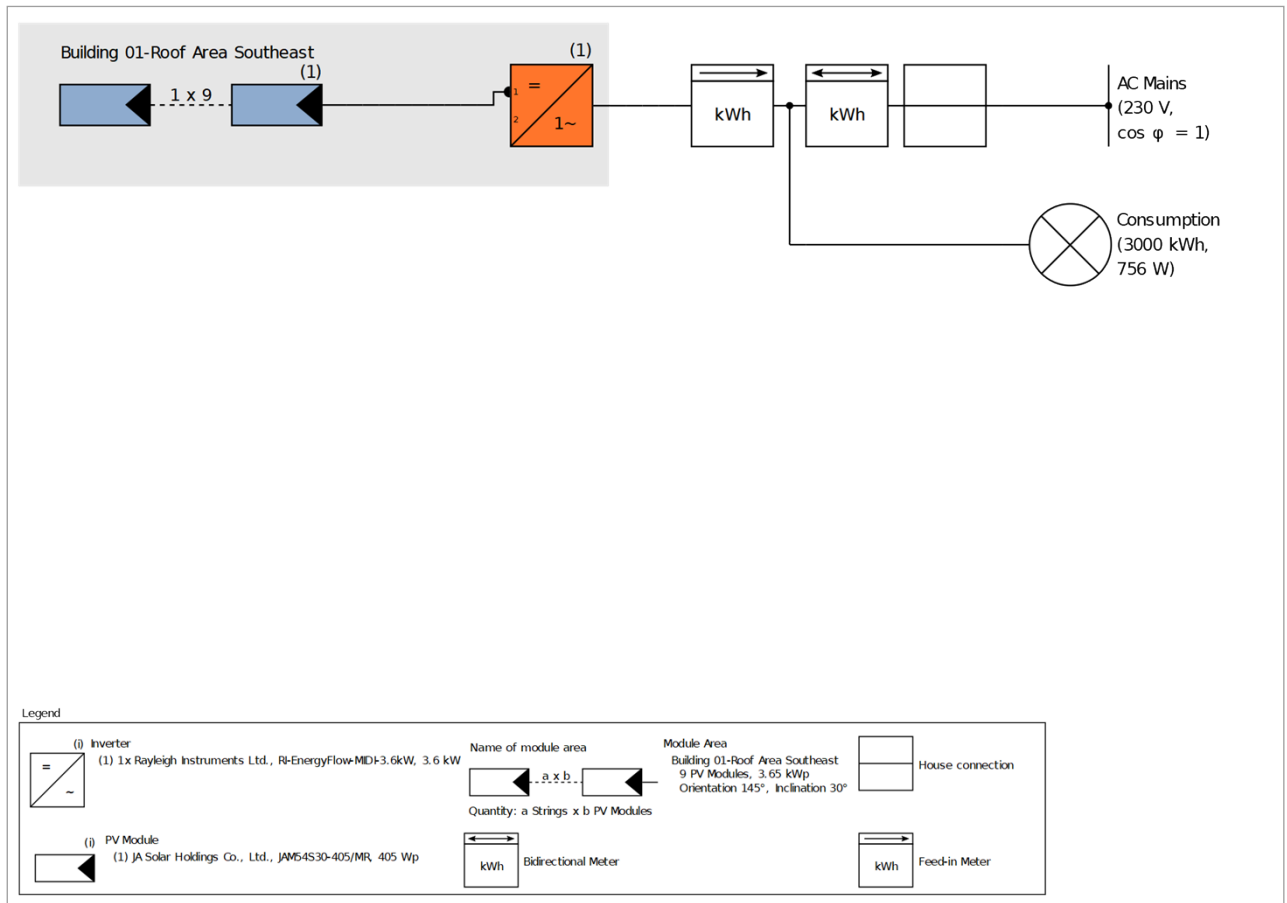 Building 01-Roof Area Southeast
(1)
1 x 9
(1)
1
=
2
1~
kWh
kWh
AC Mains
(230 V,
cos φ = 1)
Consumption
(3000 kWh,
756 W)
Legend
(i) Inverter
(1) 1x Rayleigh Instruments Ltd., RI-EnergyFlow-MIDI-3.6kW, 3.6 kW
=
~
Name of module area
a x b
Quantity: a Strings x b PV Modules
Module Area
Building 01-Roof Area Southeast
9 PV Modules, 3.65 kWp
Orientation 145°, Inclination 30°
House connection
(i) PV Module
(1) JA Solar Holdings Co., Ltd., JAM54S30-405/MR, 405 Wp
kWh
Bidirectional Meter
kWh
Feed-in Meter